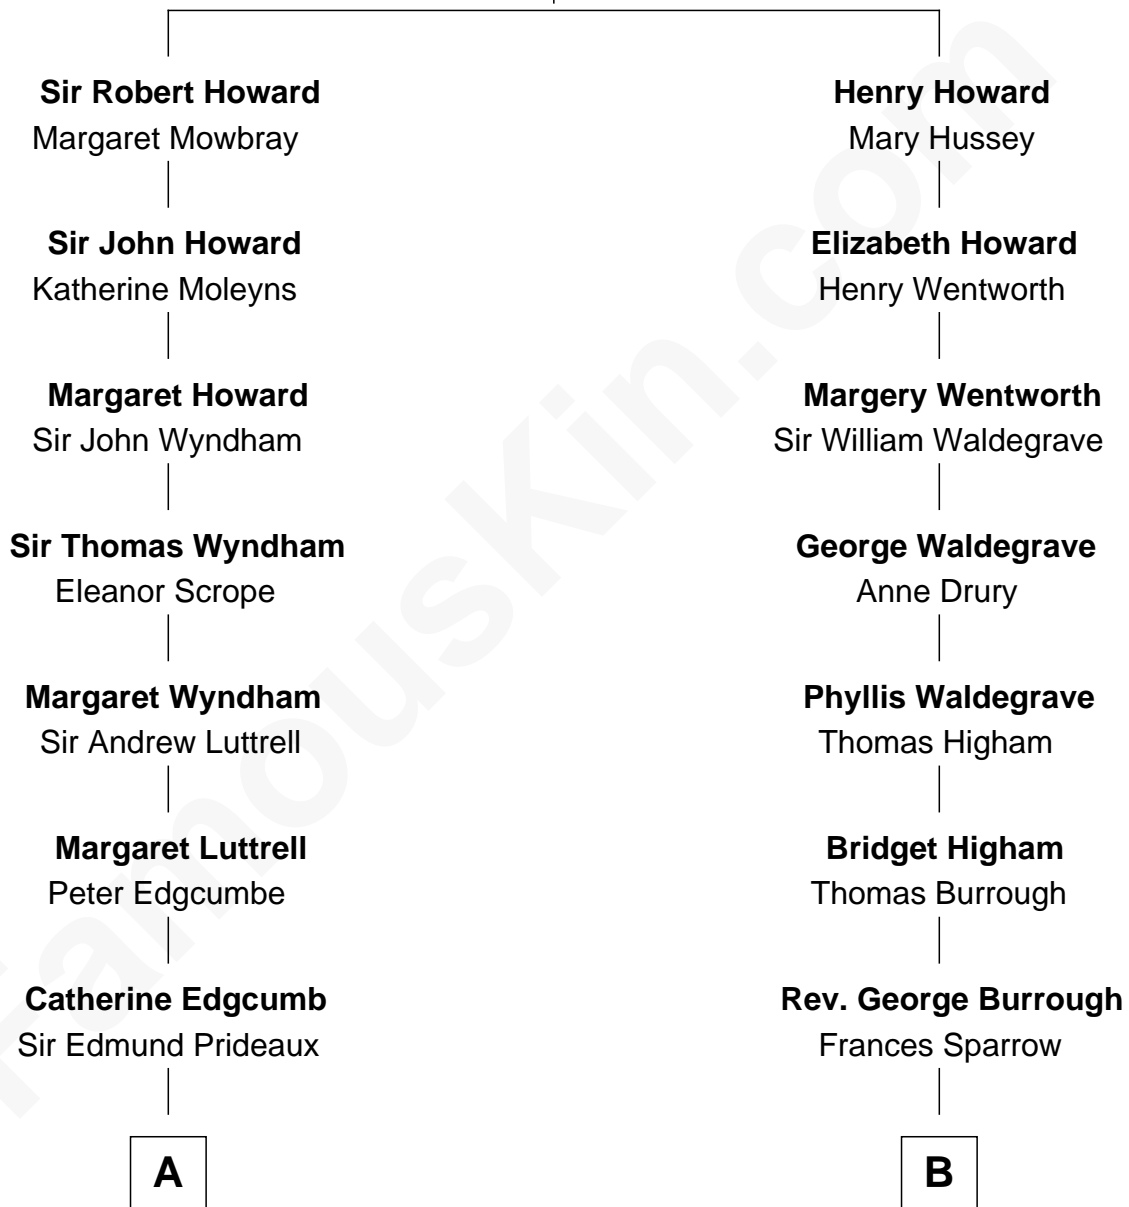 Sir Robert Howard
Margaret Mowbray
Sir John Howard
Katherine Moleyns
Margaret Howard
Sir John Wyndham
Sir Thomas Wyndham
Eleanor Scrope
Margaret Wyndham
Sir Andrew Luttrell
Margaret Luttrell
Peter Edgcumbe
Catherine Edgcumb
Sir Edmund Prideaux
A
Henry Howard
Mary Hussey
Elizabeth Howard
Henry Wentworth
Margery Wentworth
Sir William Waldegrave
George Waldegrave
Anne Drury
Phyllis Waldegrave
Thomas Higham
Bridget Higham
Thomas Burrough
Rev. George Burrough
Frances Sparrow
B
FamousKin.com